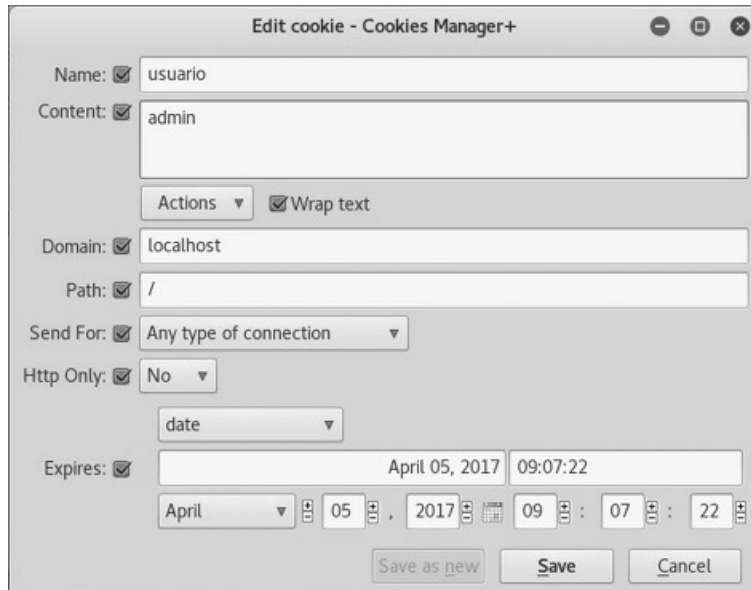 Edit cookie - Cookies Manager+
Name: usuario
Content: admin
Actions Wrap text
Domain: localhost
Path: /
Send For: Any type of connection
Http Only: No
date
Expires: April 05, 2017 09:07:22
April 05 , 2017 09 : 07 : 22
Save as new Save Cancel